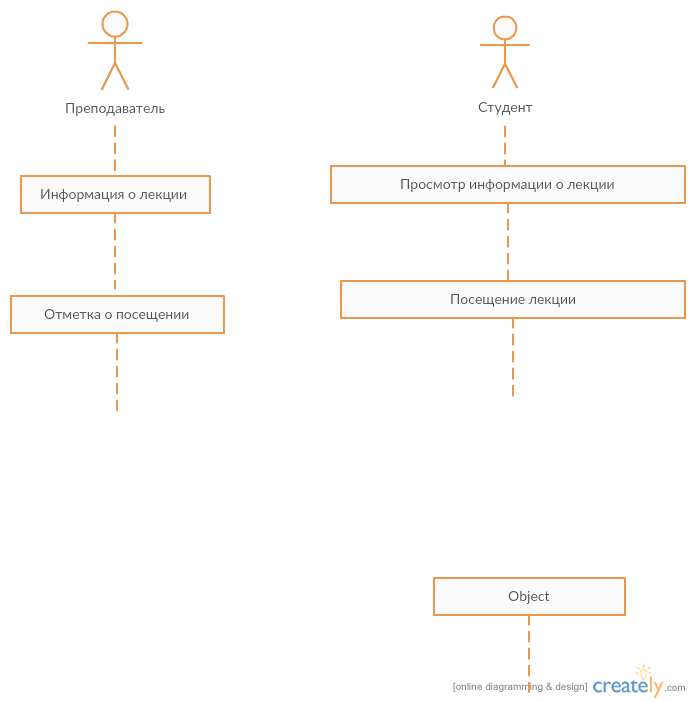 Преподаватель
Студент
Информация о лекции
Просмотр информации о лекции
Отметка о посещении
Посещение лекции
Object
[online diagramming & design] creately.com